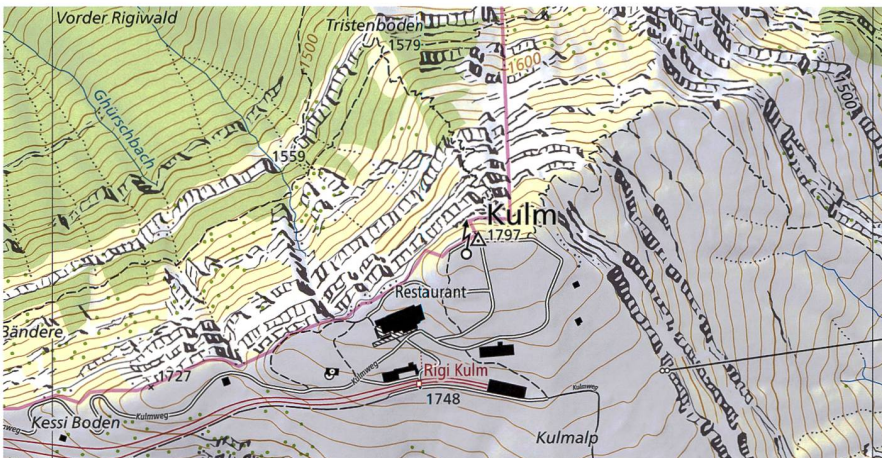 Vorder Rigiwald
Tristenboden
1579
1500
1600
1500
Ghürschbach
1559
Kulm
1797
Restaurant
Bändere
1727
Kulmweg
Rigi Kulm
1748
Kulmweg
Kulmweg
Kessi Boden
Kulmalp